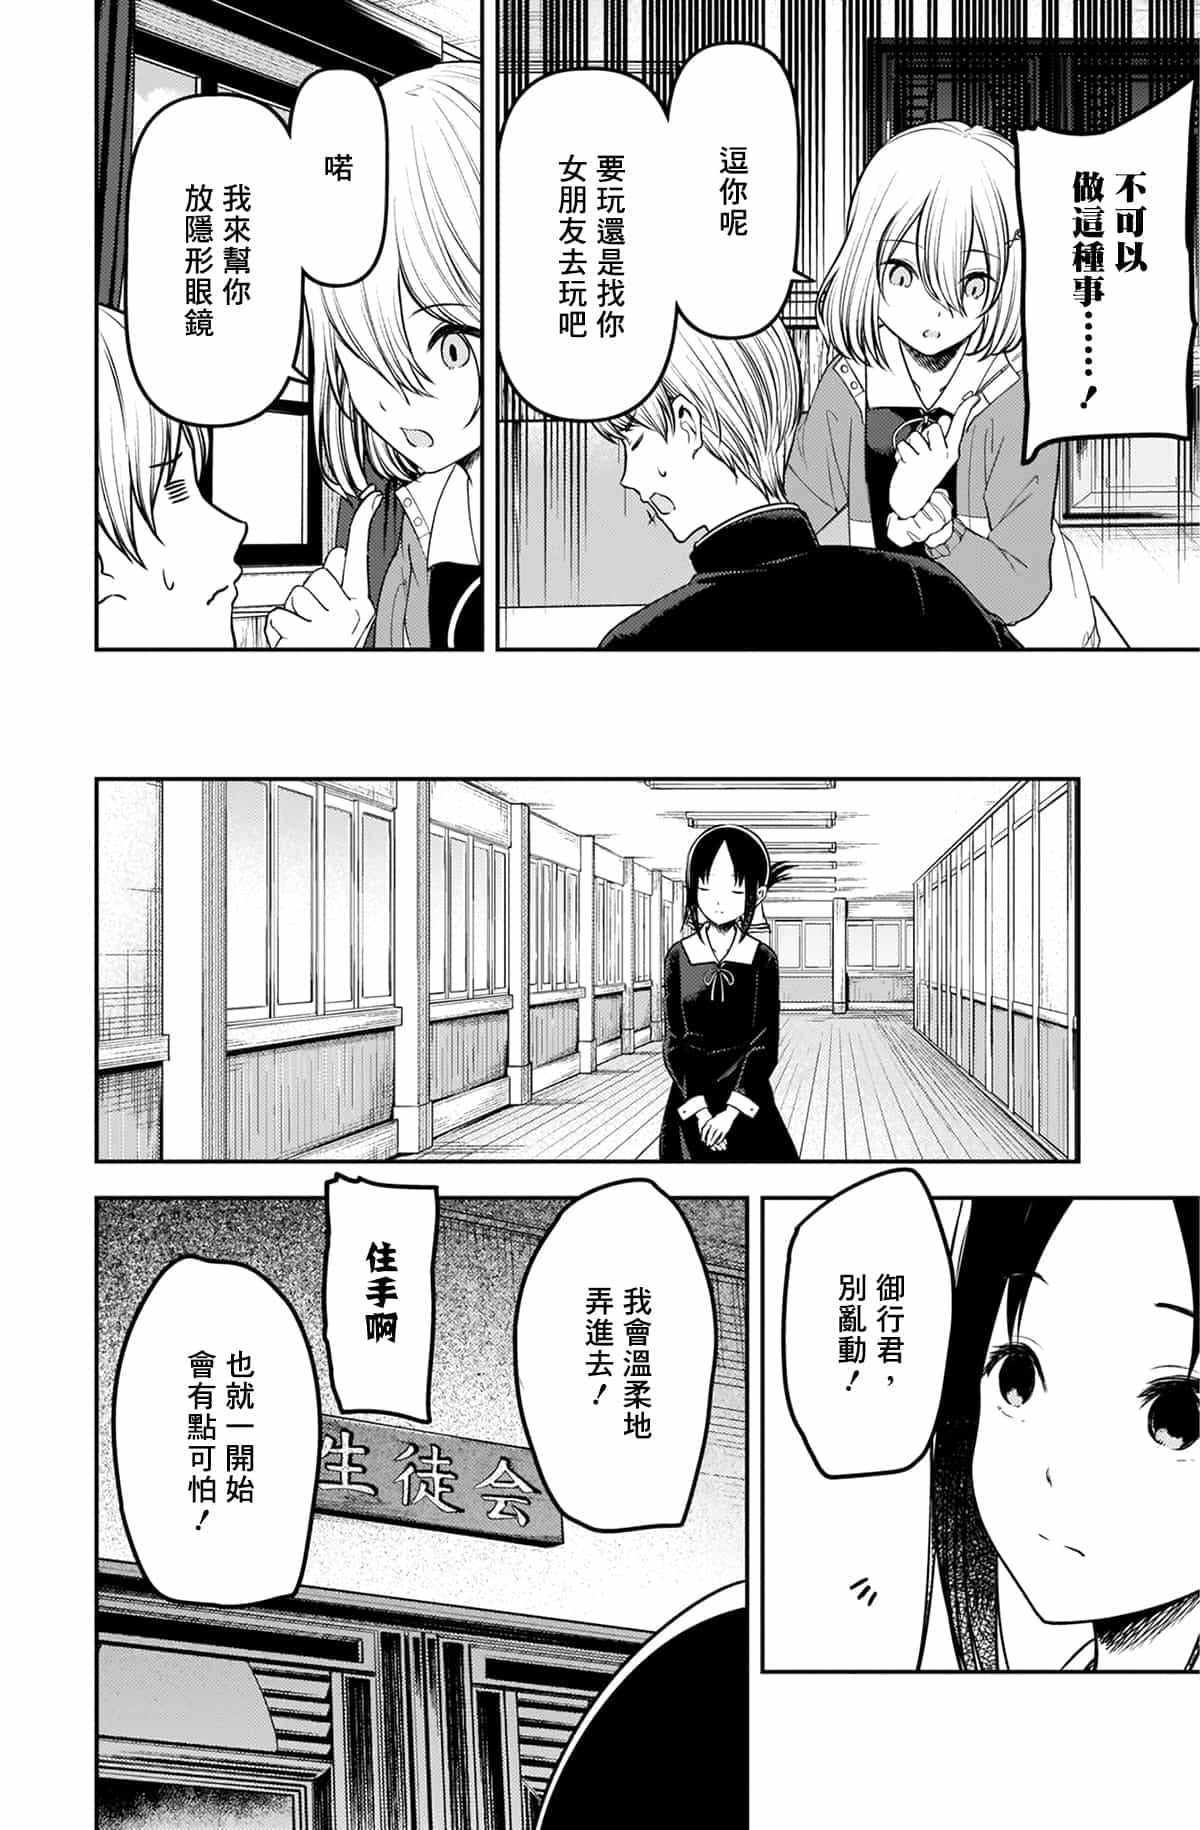 不可以
做這種事……！
逗你呢
要玩還是找你
女朋友去玩吧
喏
我來幫你
放隱形眼鏡
御行君，
別亂動！
我會溫柔地
弄進去！
住手啊
也就一開始
會有點可怕！
生徒会